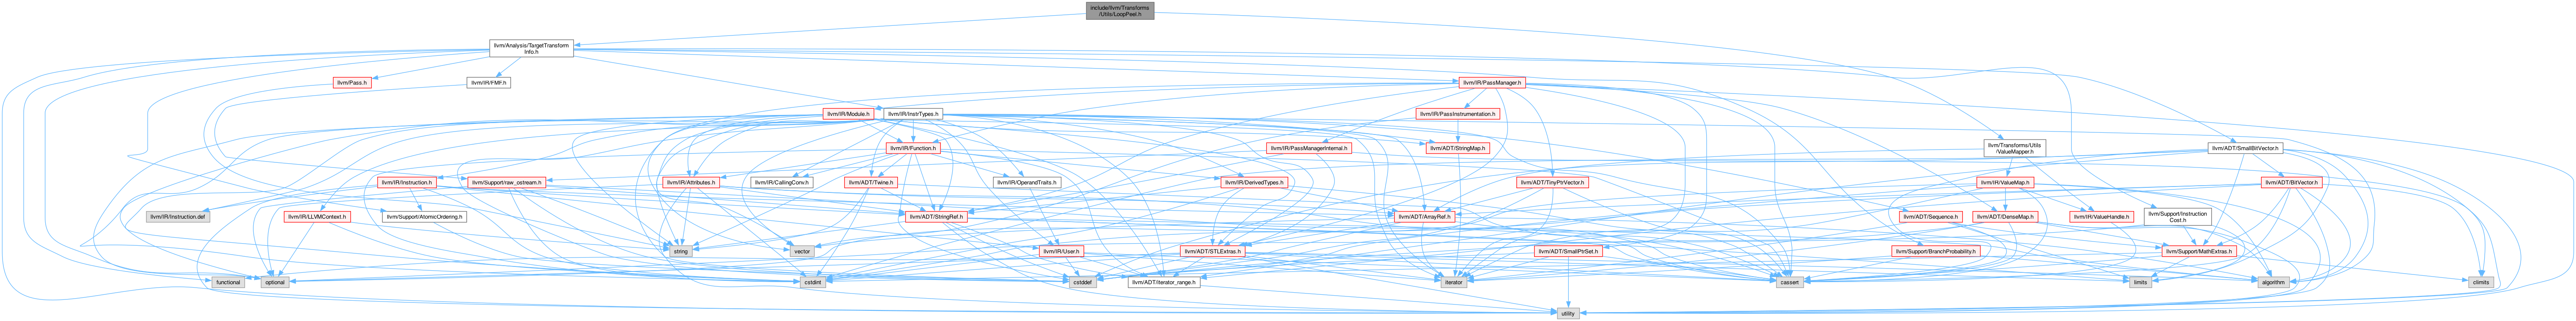 include/llvm/Transforms
/Utils/LoopPeel.h
llvm/Analysis/TargetTransform
Info.h
llvm/Pass.h
llvm/IR/FMF.h
llvm/IR/PassManager.h
llvm/IR/Module.h
llvm/IR/InstrTypes.h
llvm/IR/PassInstrumentation.h
llvm/IR/Function.h
llvm/IR/PassManagerInternal.h
llvm/ADT/StringMap.h
llvm/Transforms/Utils
/ValueMapper.h
llvm/ADT/SmallBitVector.h
llvm/IR/Instruction.h
llvm/Support/raw_ostream.h
llvm/IR/Attributes.h
llvm/IR/CallingConv.h
llvm/ADT/Twine.h
llvm/IR/OperandTraits.h
llvm/IR/DerivedTypes.h
llvm/ADT/TinyPtrVector.h
llvm/IR/ValueMap.h
llvm/ADT/BitVector.h
llvm/IR/Instruction.def
llvm/IR/LLVMContext.h
llvm/Support/AtomicOrdering.h
llvm/ADT/StringRef.h
llvm/ADT/ArrayRef.h
llvm/ADT/Sequence.h
llvm/ADT/DenseMap.h
llvm/IR/ValueHandle.h
llvm/Support/Instruction
Cost.h
string
vector
llvm/IR/User.h
llvm/ADT/STLExtras.h
llvm/ADT/SmallPtrSet.h
llvm/Support/BranchProbability.h
llvm/Support/MathExtras.h
functional
optional
cstdint
cstddef
llvm/ADT/iterator_range.h
iterator
cassert
limits
algorithm
climits
utility